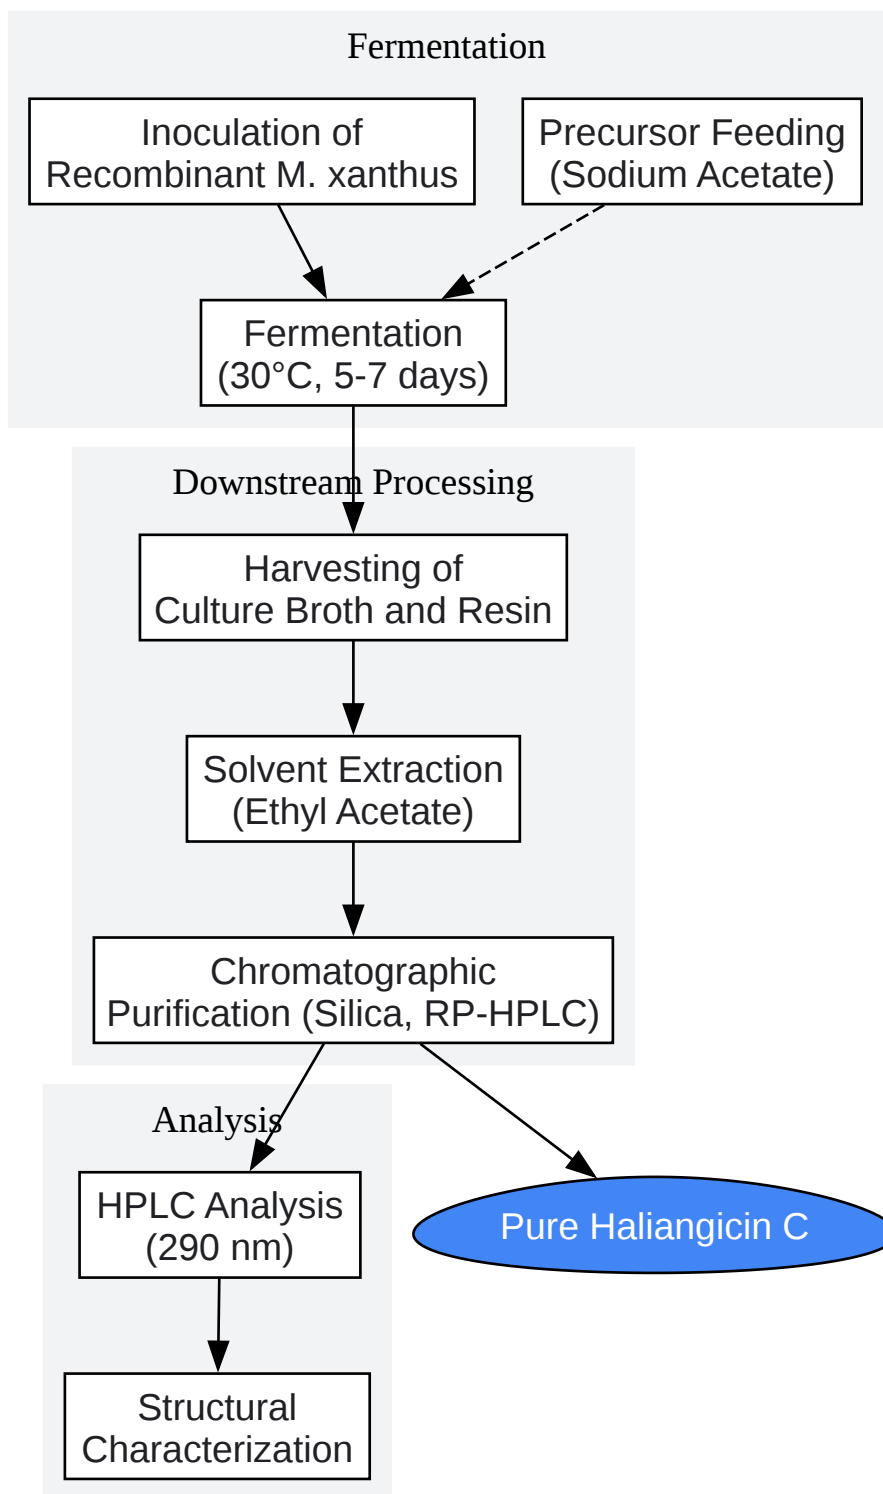 Fermentation
Inoculation of
Recombinant M. xanthus
Precursor Feeding
(Sodium Acetate)
Fermentation
(30°C, 5-7 days)
Downstream Processing
Harvesting of
Culture Broth and Resin
Solvent Extraction
(Ethyl Acetate)
Chromatographic
Purification (Silica, RP-HPLC)
Analysis
HPLC Analysis
(290 nm)
Pure Haliangicin C
Structural
Characterization